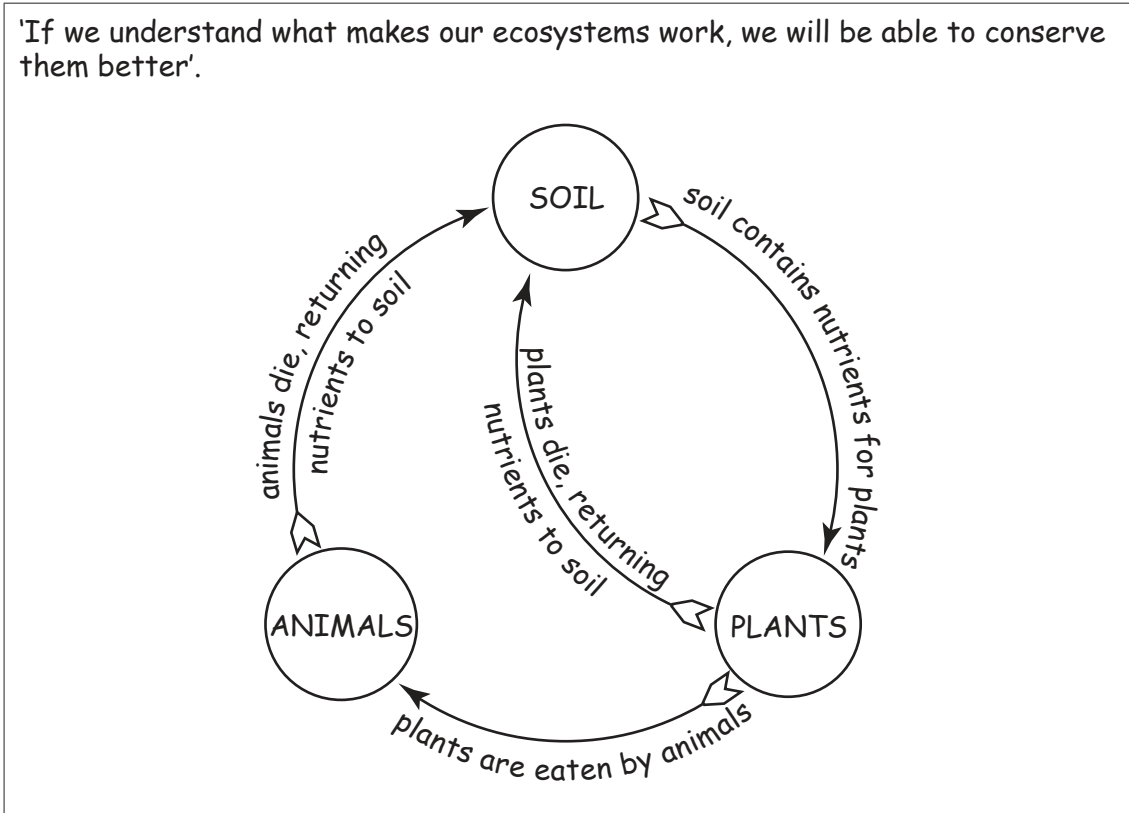 ‘If we understand what makes our ecosystems work, we will be able to conserve
them better’.
SOIL
soil contains nutrients for plants
animals die, returning
nutrients to soil
plants die, returning
nutrients to soil
ANIMALS
PLANTS
plants are eaten by animals